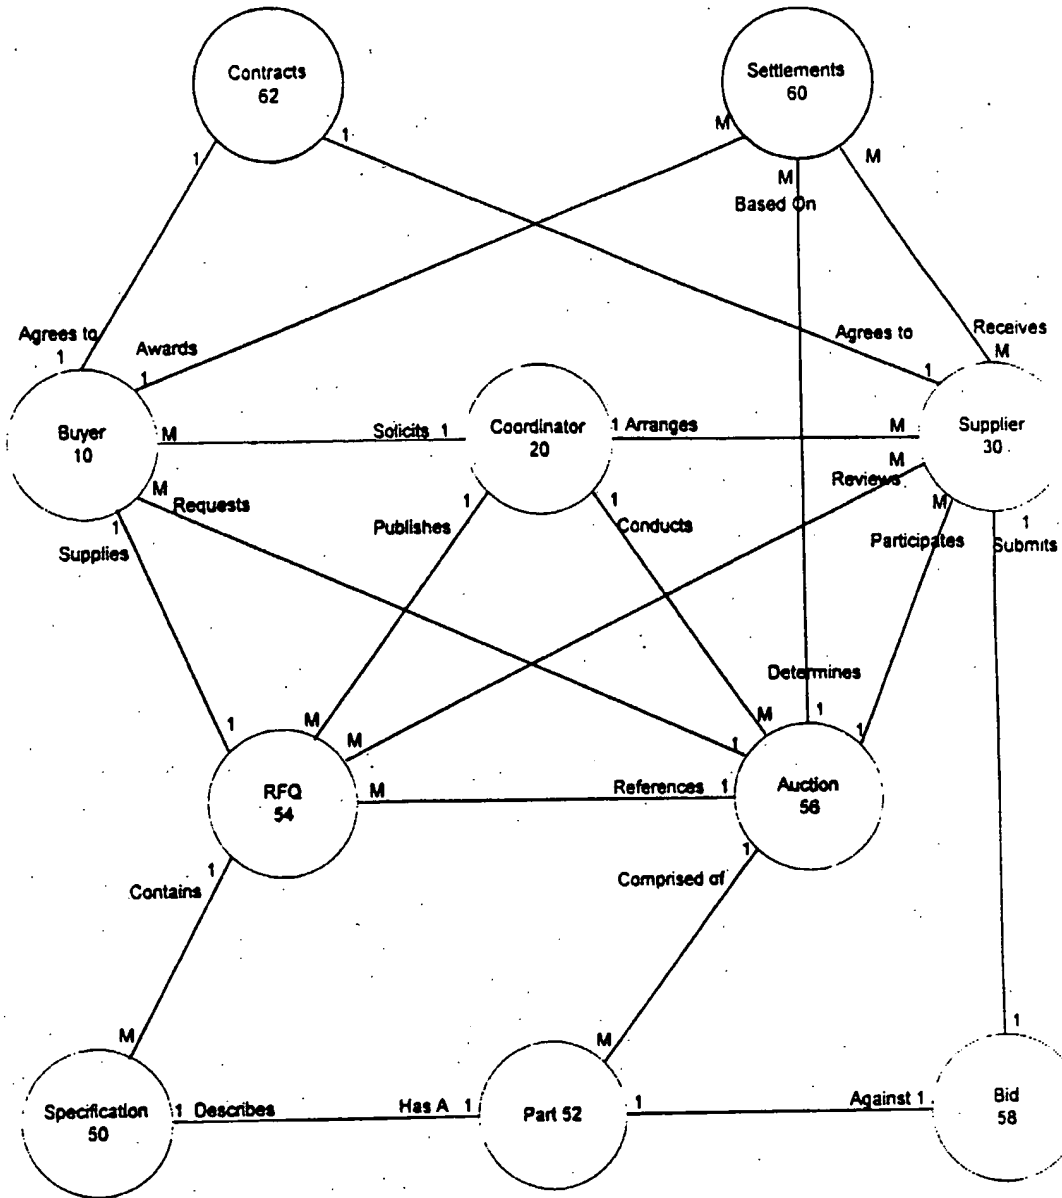 Contracts
62
Settlements
60
1
1
M
M
M
Based On
Agrees to
1
Awards
1
Agrees to
1
Receives
M
Buyer
10
M
Solicits 1
Coordinator
20
1 Arranges
M
Supplier
30
M
Reviews
M
Requests
1
Supplies
1
Publishes
1
Conducts
M
Participates
1
Submits
Determines
1
M
M
M
1
1
1
RFQ
54
M
References 1
Auction
56
1
Contains
1
Comprised of
M
M
1
Specification
50
1 Describes
Has A 1
Part 52
1
Against 1
Bid
58